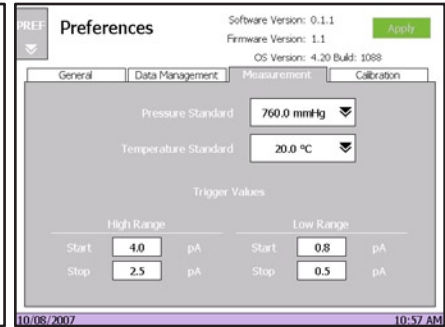 PREF
Preferences
Software Version: 0.1.1
Firmware Version: 1.1
OS Version: 4.20 Build: 1088
Apply
General
Data Management
Measurement
Calibration
Pressure Standard 760.0 mmHg
Temperature Standard 20.0 °C
Trigger Values
High Range
Low Range
Start 4.0 pA
Start 0.8 pA
Stop 2.5 pA
Stop 0.5 pA
10/08/2007
10:57 AM